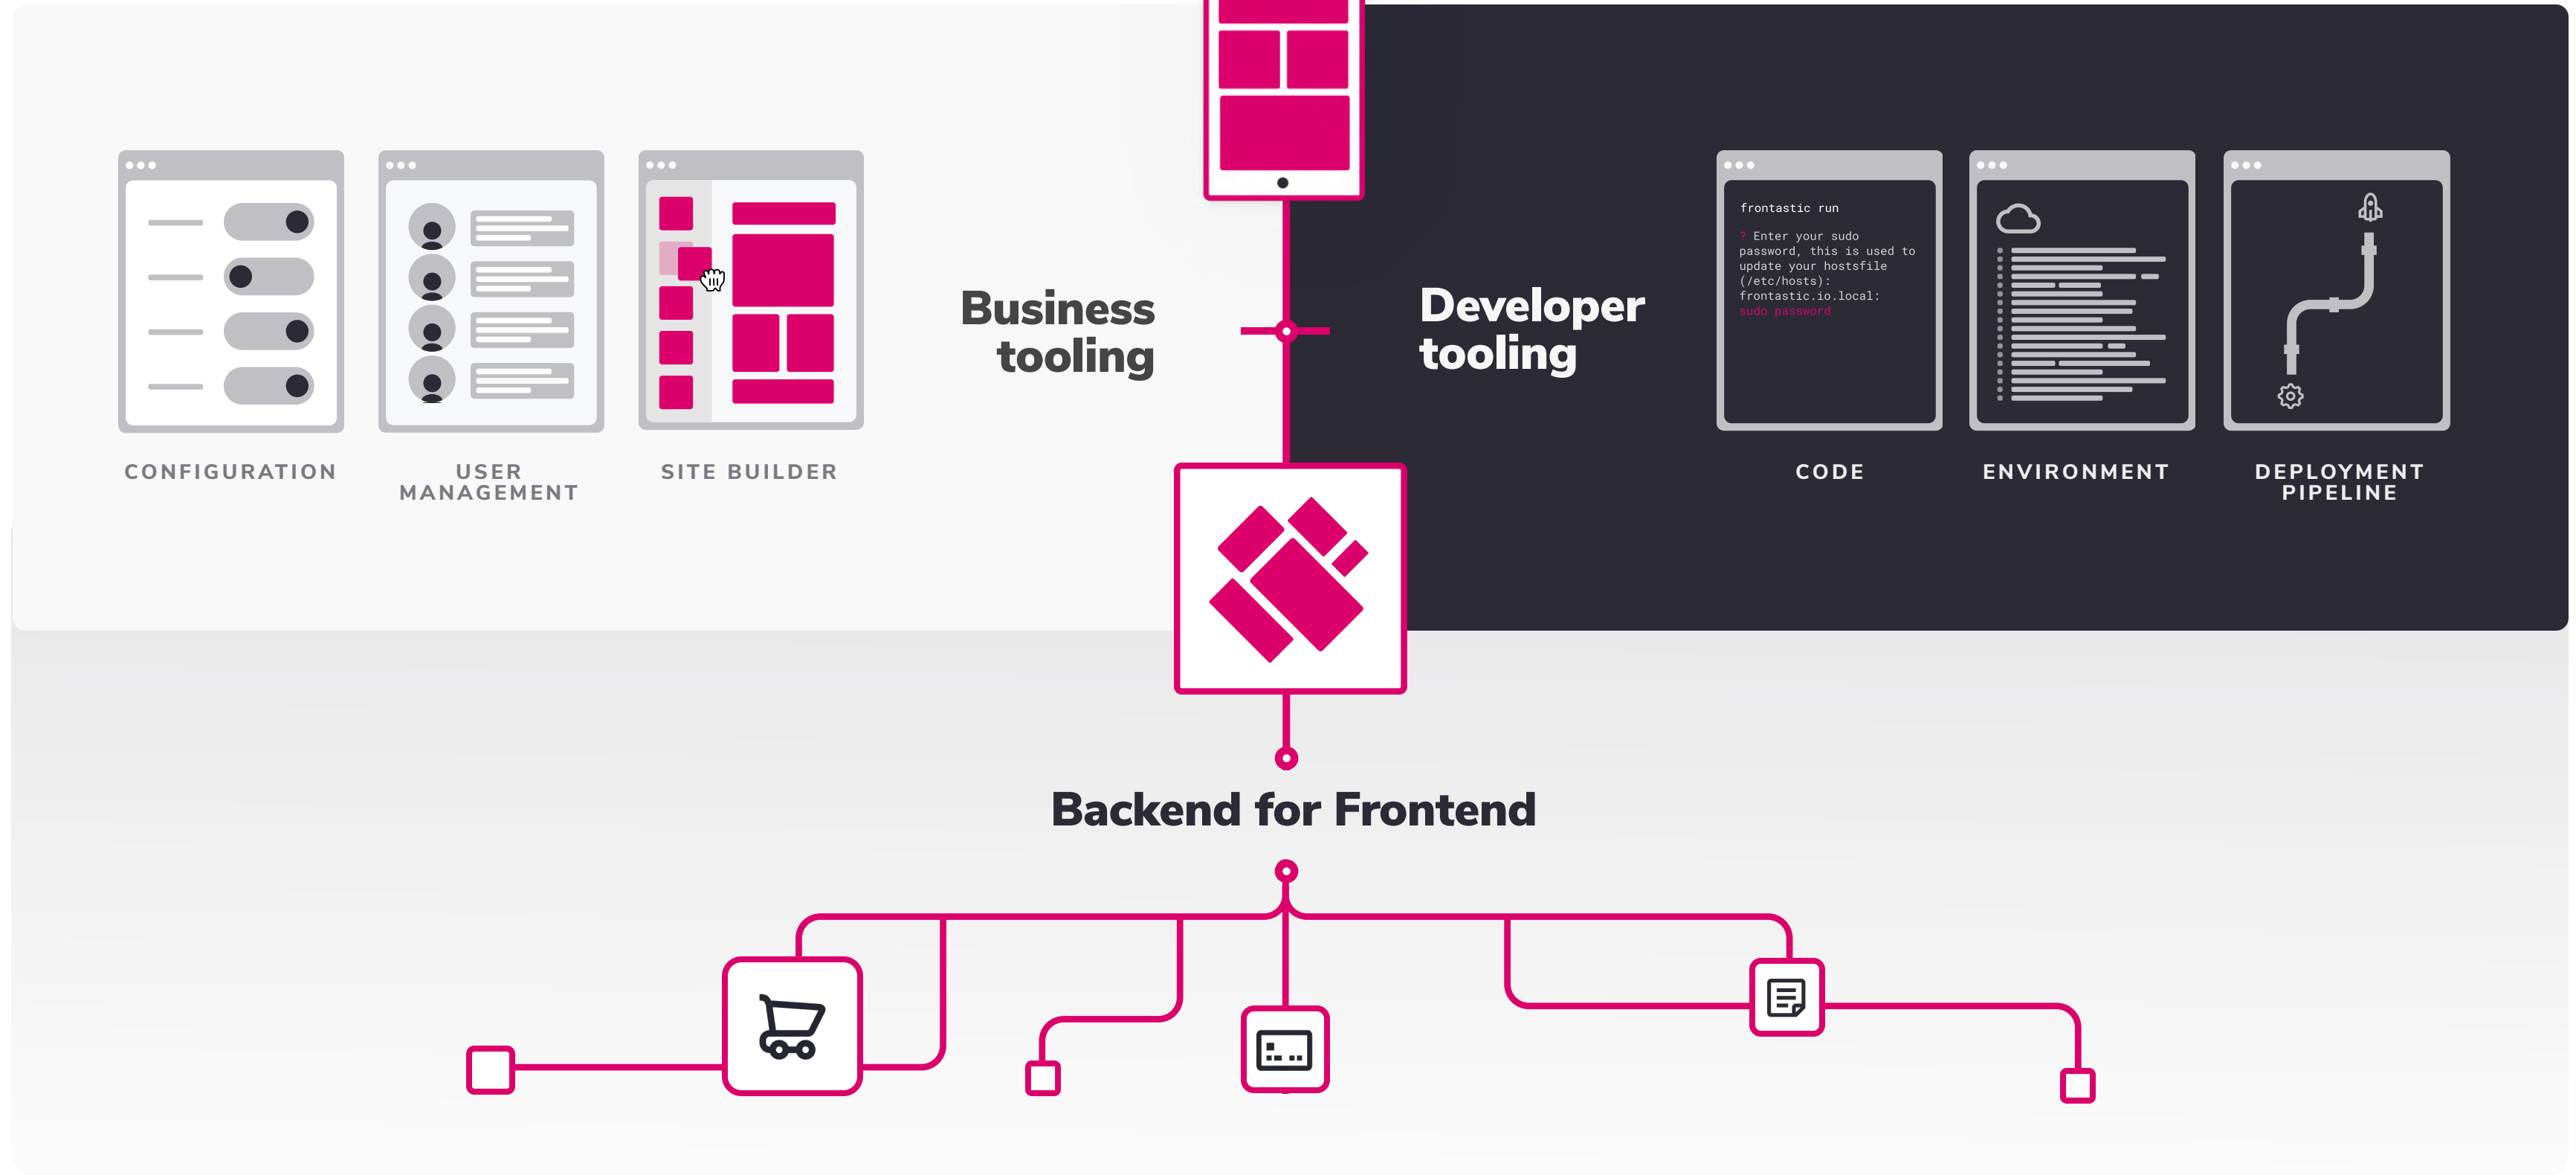 Business
tooling
Developer
tooling
frontastic run
? Enter your sudo
password, this is used to
update your hostsfile
(/etc/hosts):
frontastic.io.local:
sudo password
CONFIGURATION
USER
MANAGEMENT
SITE BUILDER
CODE
ENVIRONMENT
DEPLOYMENT
PIPELINE
Backend for Frontend